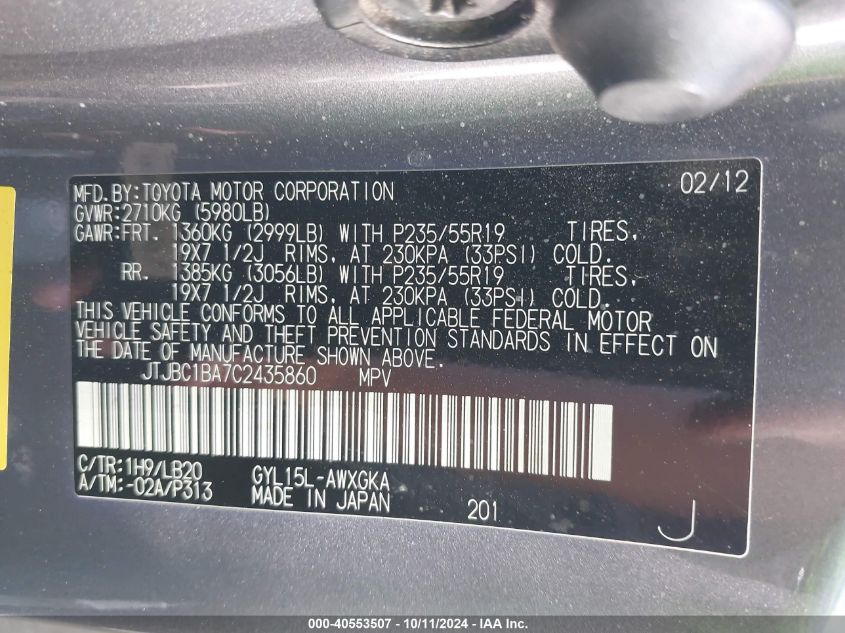 MFD.BY:TOYOTA MOTOR CORPORATION 02/12
GVWR:2710KG (5980LB)
GAWR:FRT. 1360KG (2999LB) WITH P235/55R19 TIRES,
19X7 1/2J RIMS, AT 230KPA (33PSI) COLD.
RR. 1385KG (3056LB) WITH P235/55R19 TIRES,
19X7 1/2J RIMS, AT 230KPA (33PSI) COLD.
THIS VEHICLE CONFORMS TO ALL APPLICABLE FEDERAL MOTOR
VEHICLE SAFETY AND THEFT PREVENTION STANDARDS IN EFFECT ON
THE DATE OF MANUFACTURE SHOWN ABOVE.
JTJBC1BA7C2435860 MPV
C/TR:1H9/LB20 GYL15L-AWXGKA
A/TM:-02A/P313 MADE IN JAPAN 201 J
000-40553507 - 10/11/2024 - IAA Inc.